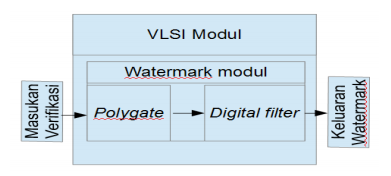 VLSI Modul
Watermark modul
Masukan
Verifikasi
Polygate
Digital filter
Keluaran
Watermark